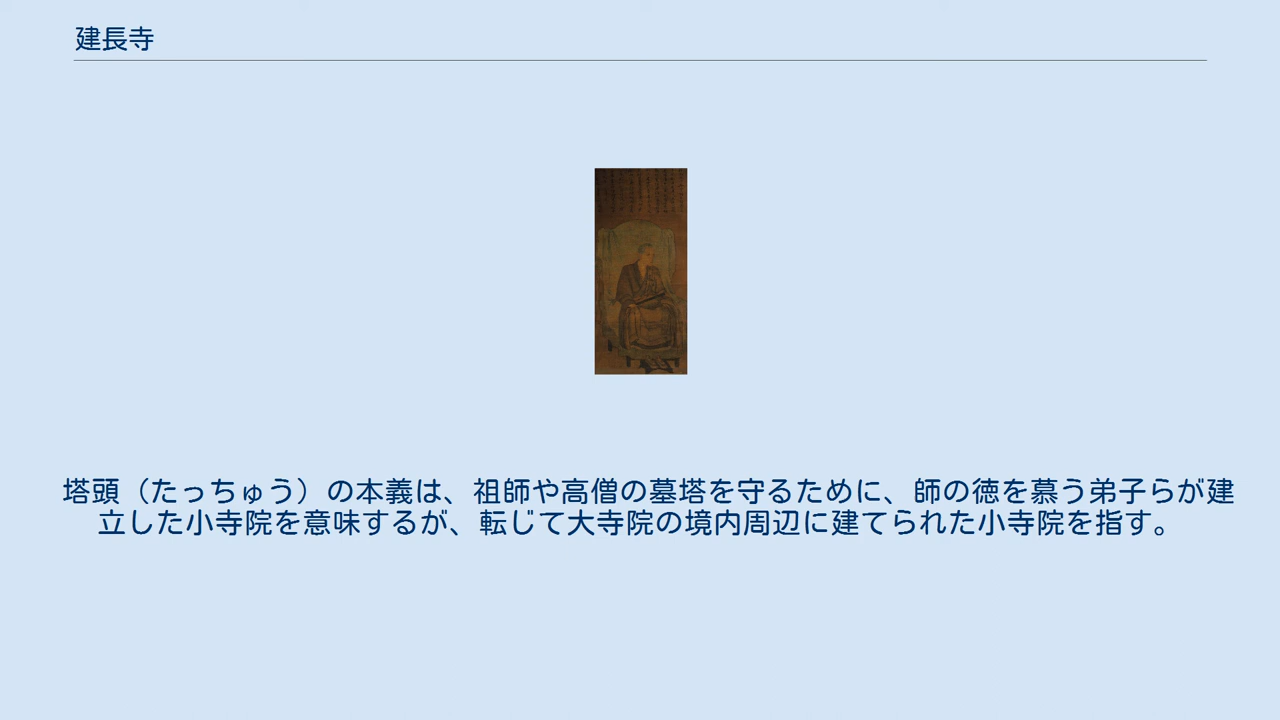 建長寺
塔頭（たっちゅう）の本義は、祖師や高僧の墓塔を守るために、師の徳を慕う弟子らが建
立した小寺院を意味するが、転じて大寺院の境内周辺に建てられた小寺院を指す。